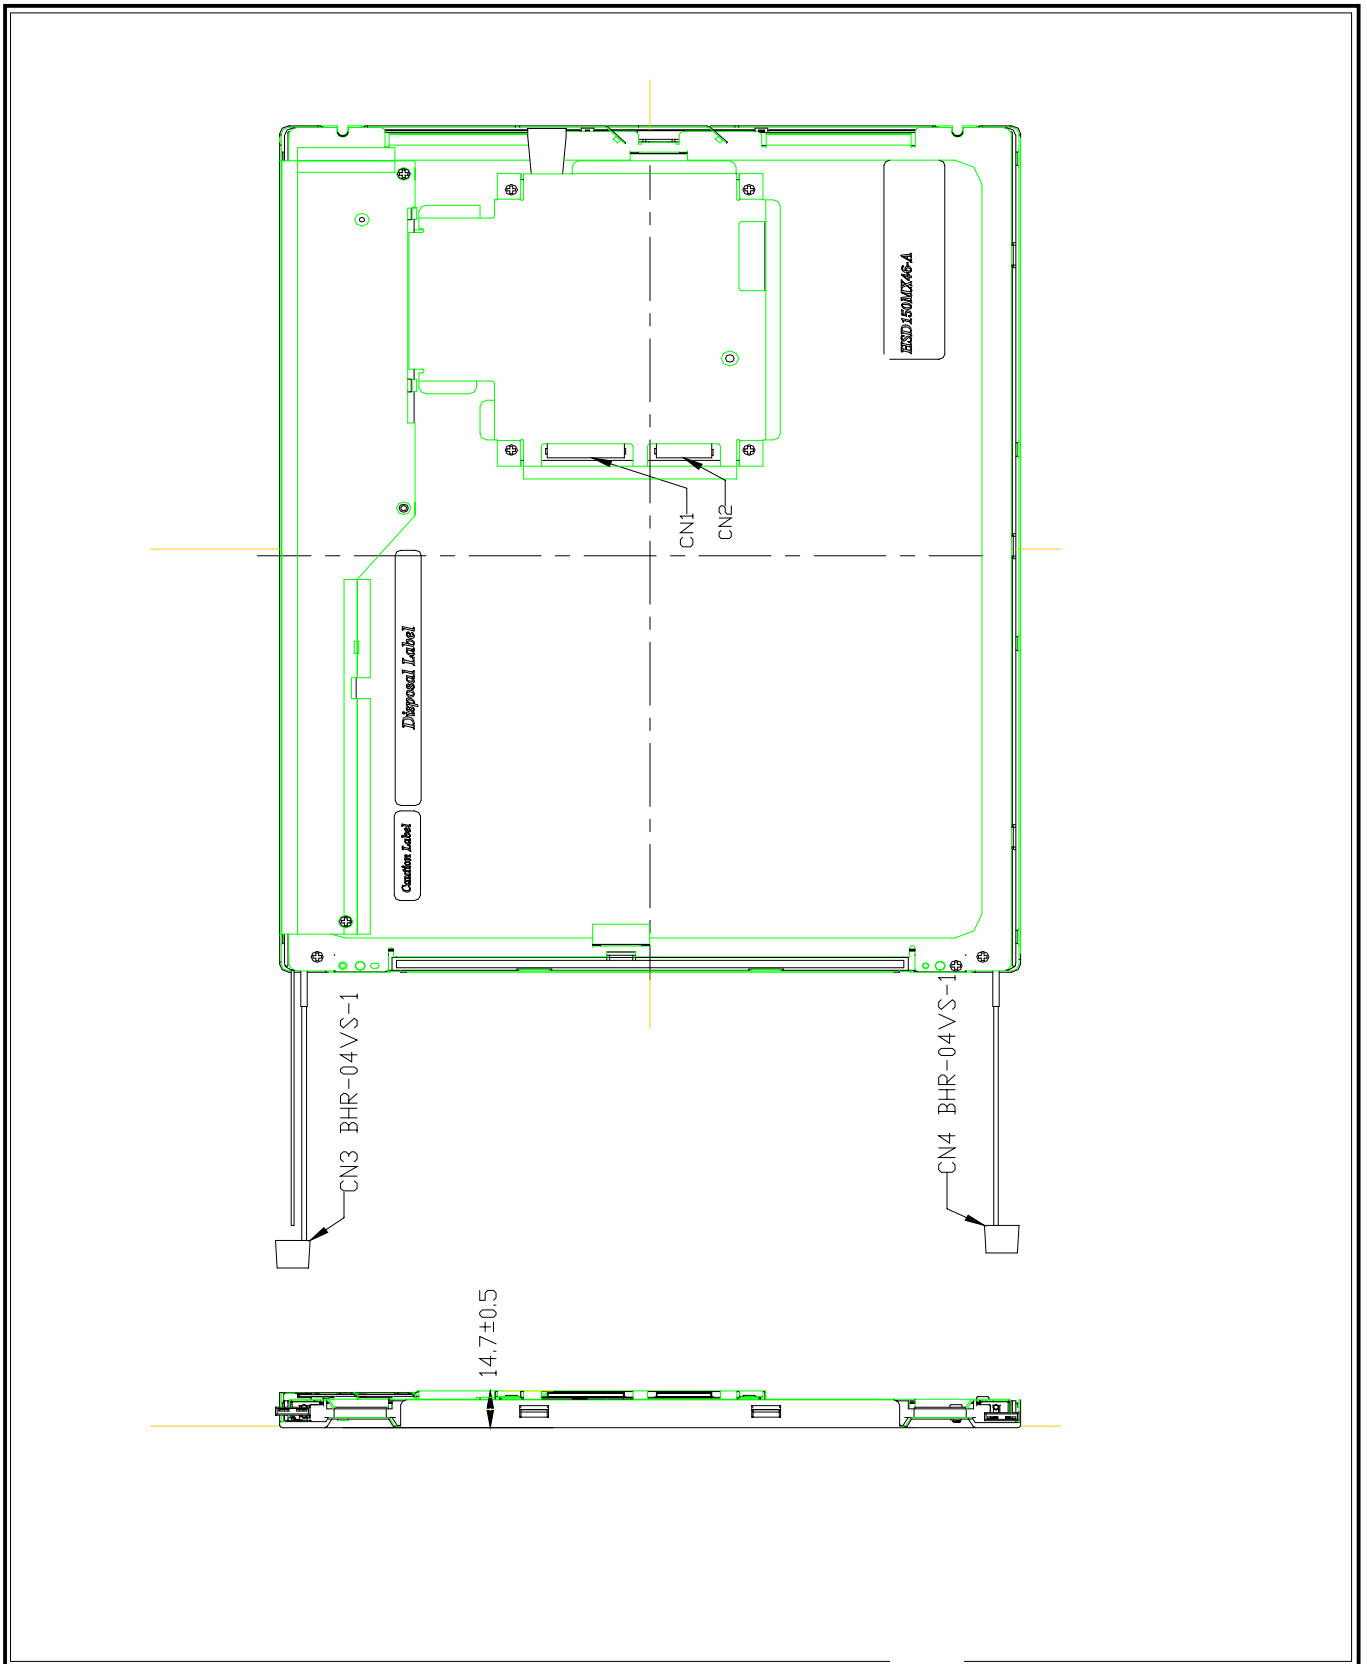 HSD150MX46-A
CN1
CN2
Disposal Label
Caution Label
CN3 BHR-04VS-1
CN4 BHR-04VS-1
14.7±0.5